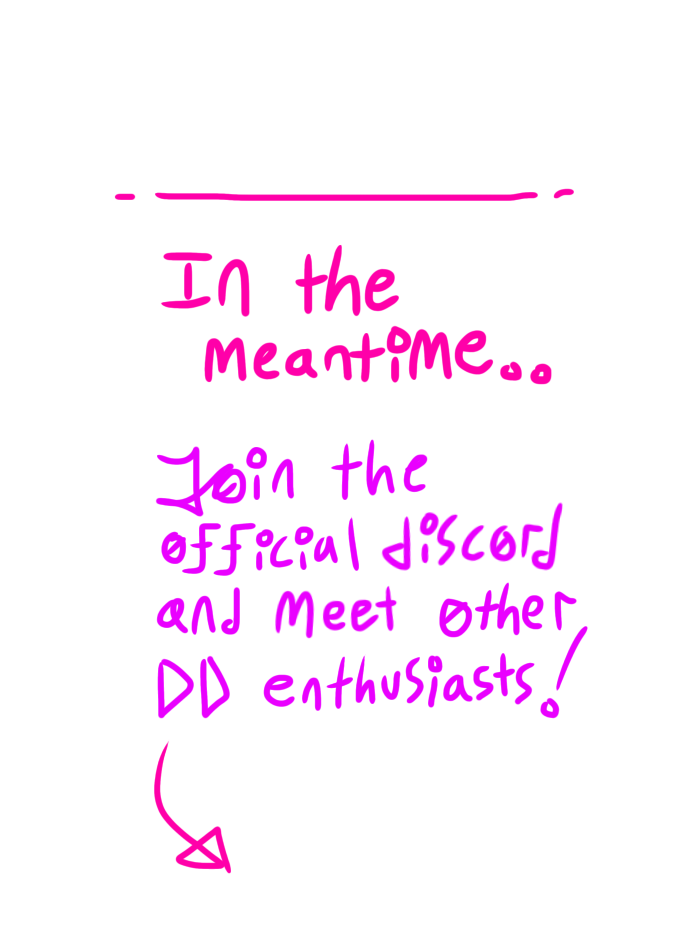 In the
meantime..
Join the
official discord
and meet other
DD enthusiasts!